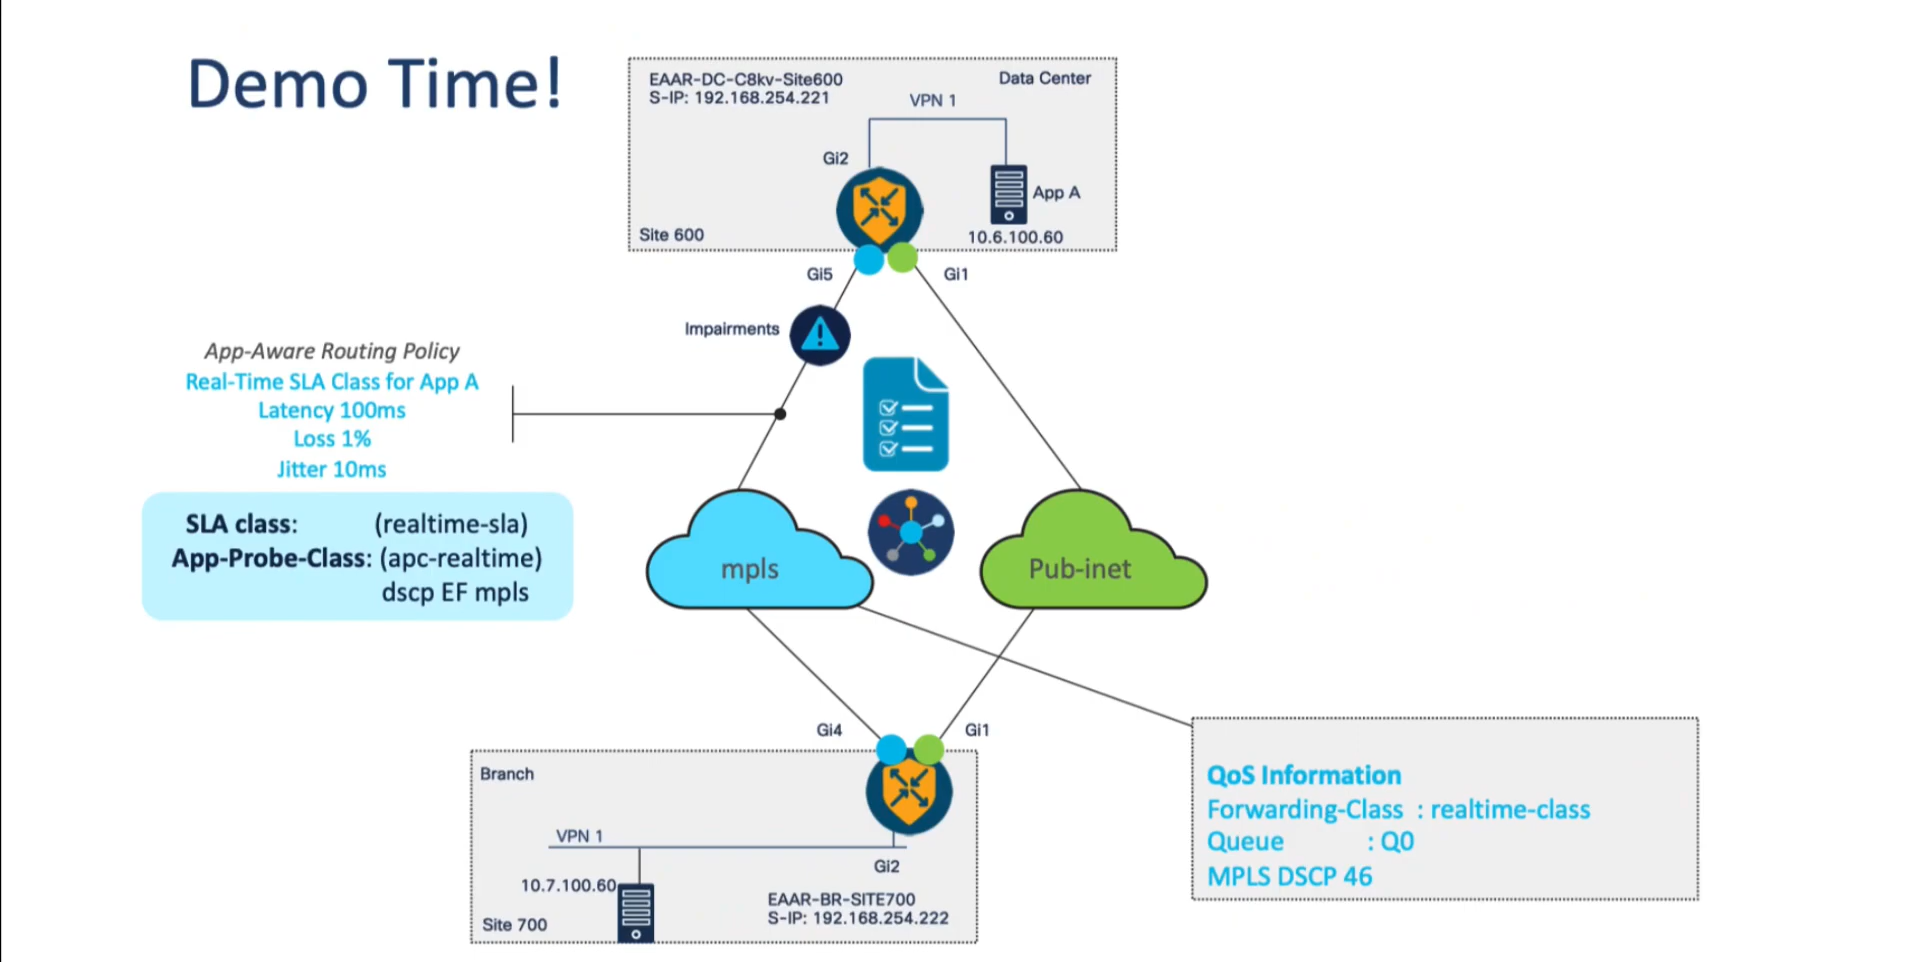 Demo Time!
EAAR-DC-C8kv-Site600
S-IP: 192.168.254.221
Data Center
VPN 1
Gi2
App A
Site 600
10.6.100.60
Gi5
Gi1
Impairments
App-Aware Routing Policy
Real-Time SLA Class for App A
Latency 100ms
Loss 1%
Jitter 10ms
SLA class: (realtime-sla)
App-Probe-Class: (apc-realtime)
dscp EF mpls
mpls
Pub-inet
Gi4
Gi1
Branch
VPN 1
Gi2
10.7.100.60
EAAR-BR-SITE700
S-IP: 192.168.254.222
Site 700
QoS Information
Forwarding-Class : realtime-class
Queue : Q0
MPLS DSCP 46